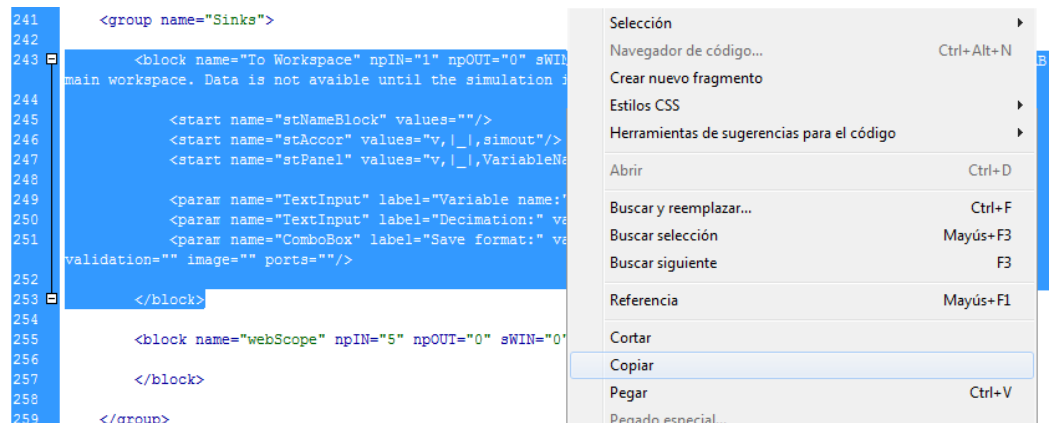 241 <group name="Sinks">
242
243 <block name="To Workspace" npIN="1" npOUT="0" sWIN
main workspace. Data is not avaible until the simulation i
244
245 <start name="stNameBlock" values=""/>
246 <start name="stAccor" values="v,|_|,simout"/>
247 <start name="stPanel" values="v,|_|,VariableNa
248
249 <param name="TextInput" label="Variable name:"
250 <param name="TextInput" label="Decimation:" va
251 <param name="ComboBox" label="Save format:" va
validation="" image="" ports=""/>
252
253 </block>
254
255 <block name="webScope" npIN="5" npOUT="0" sWIN="0"
256
257 </block>
258
259 </group>
Selección
Navegador de código... Ctrl+Alt+N
Crear nuevo fragmento
Estilos CSS
Herramientas de sugerencias para el código
Abrir Ctrl+D
Buscar y reemplazar... Ctrl+F
Buscar selección Mayús+F3
Buscar siguiente F3
Referencia Mayús+F1
Cortar
Copiar
Pegar Ctrl+V
Pegado especial...